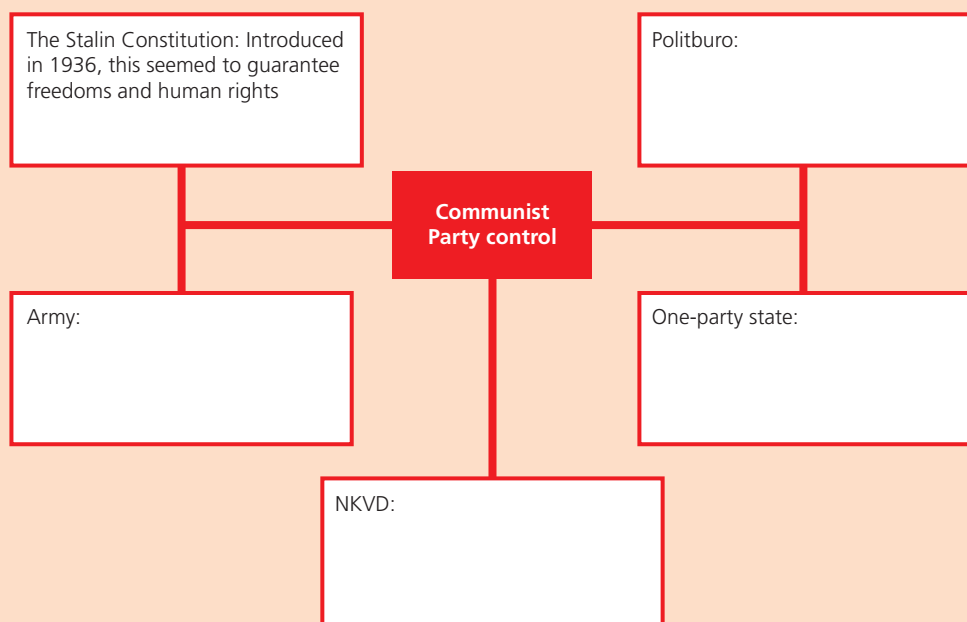 The Stalin Constitution: Introduced
in 1936, this seemed to guarantee
freedoms and human rights
Politburo:
Communist
Party control
Army:
One-party state:
NKVD: